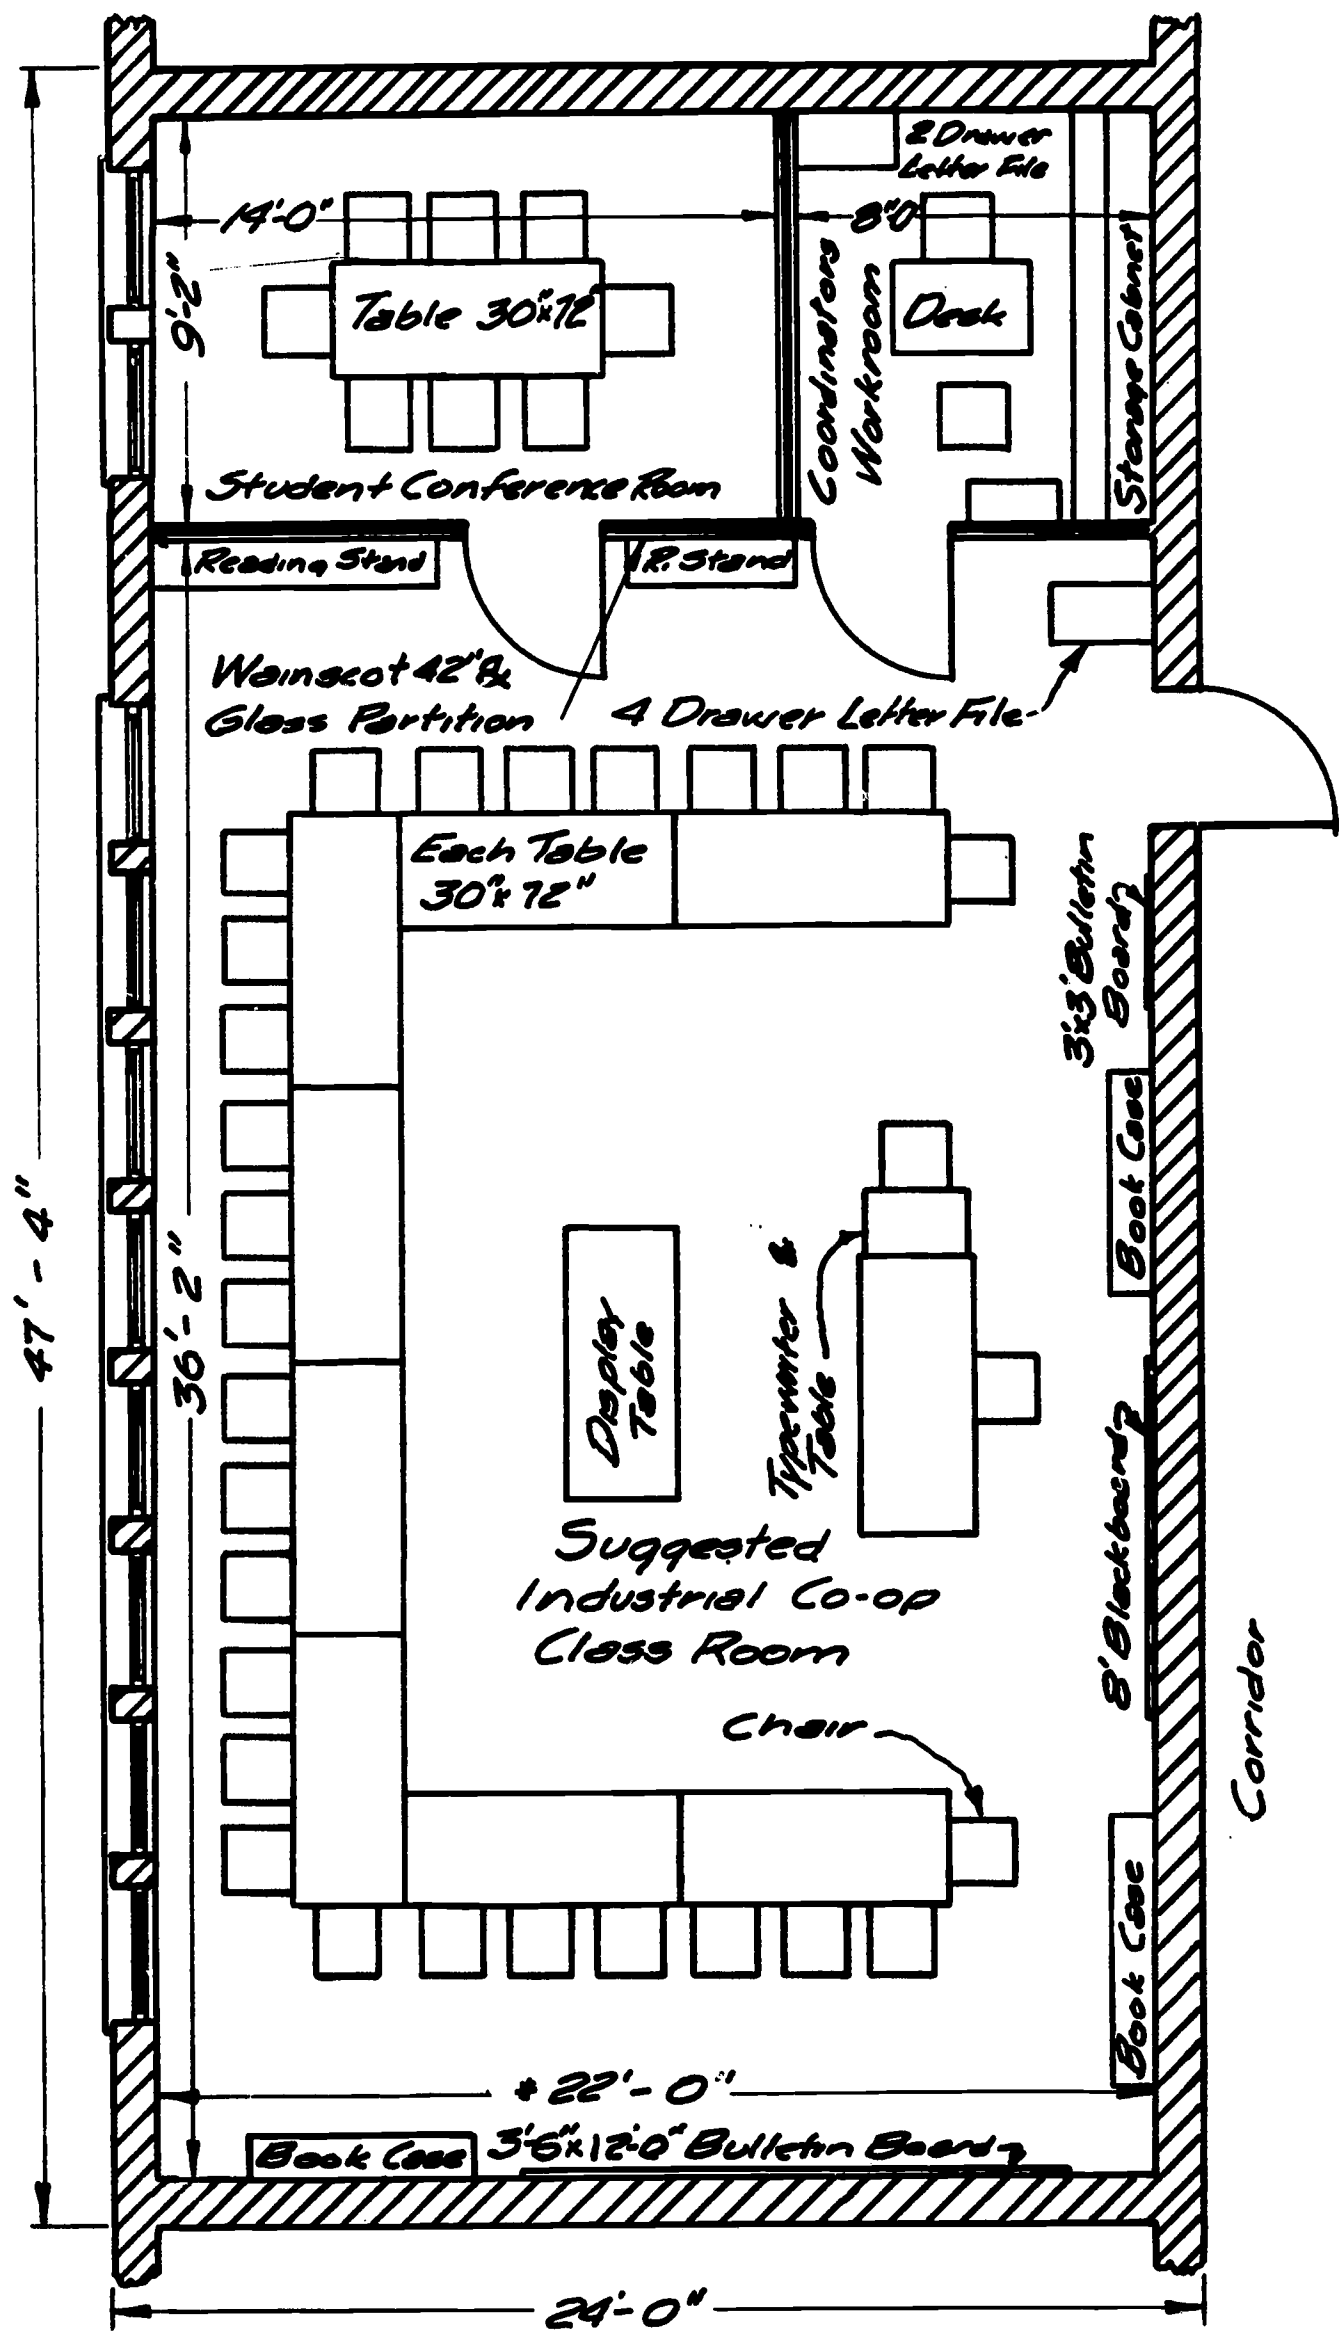 2 Drawer
Letter File
14'-0"
8'-0"
9'-2"
Table 30"x72"
Coordinators
Workroom
Desk
Storage Cabnet
Student Conference Room
Reading Stand
R. Stand
Wainscot 42" &
Glass Partition
4 Drawer Letter File
Each Table
30"x 72"
3'x3' Bulletin
Board
Book Case
47'-4"
36'-2"
Display
Table
Typewriter &
Table
8' Blackboard
Suggested
Industrial Co-op
Class Room
Chair
Corridor
Book Case
* 22'-0"
Book Case
3'-6"x12'-0" Bulletin Board
24'-0"